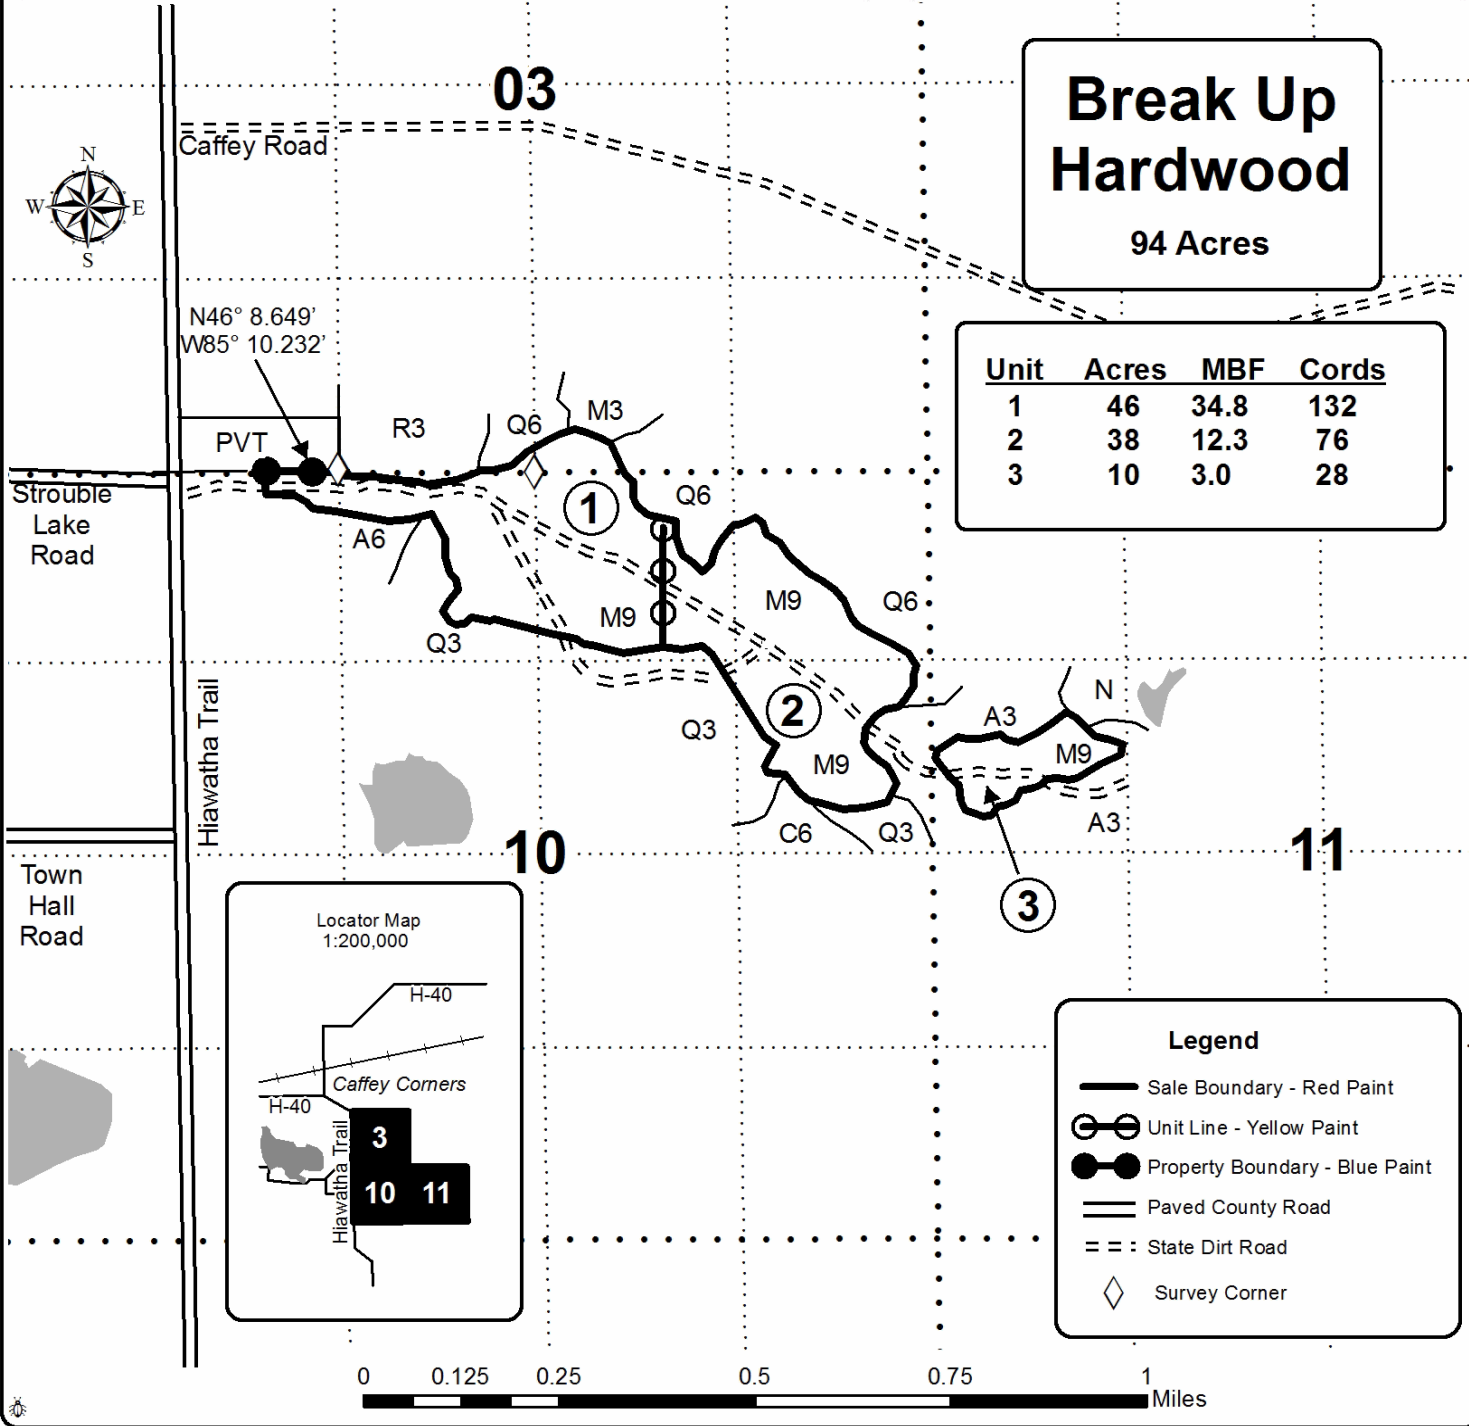 03
Break Up
Hardwood
94 Acres
Caffey Road
N
W E
S
N46° 8.649’
W85° 10.232’
Unit Acres MBF Cords
1 46 34.8 132
2 38 12.3 76
3 10 3.0 28
PVT
R3
Q6
M3
Strouble
Lake
Road
A6
1
Q6
M9
M9
Q6
Q3
Hiawatha Trail
Q3
2
M9
A3
N
M9
C6
Q3
A3
10
11
3
Town
Hall
Road
Locator Map
1:200,000
H-40
Caffey Corners
H-40
Hiawatha Trail
3
10 11
Legend
Sale Boundary - Red Paint
Unit Line - Yellow Paint
Property Boundary - Blue Paint
Paved County Road
State Dirt Road
Survey Corner
0 0.125 0.25 0.5 0.75 1
Miles